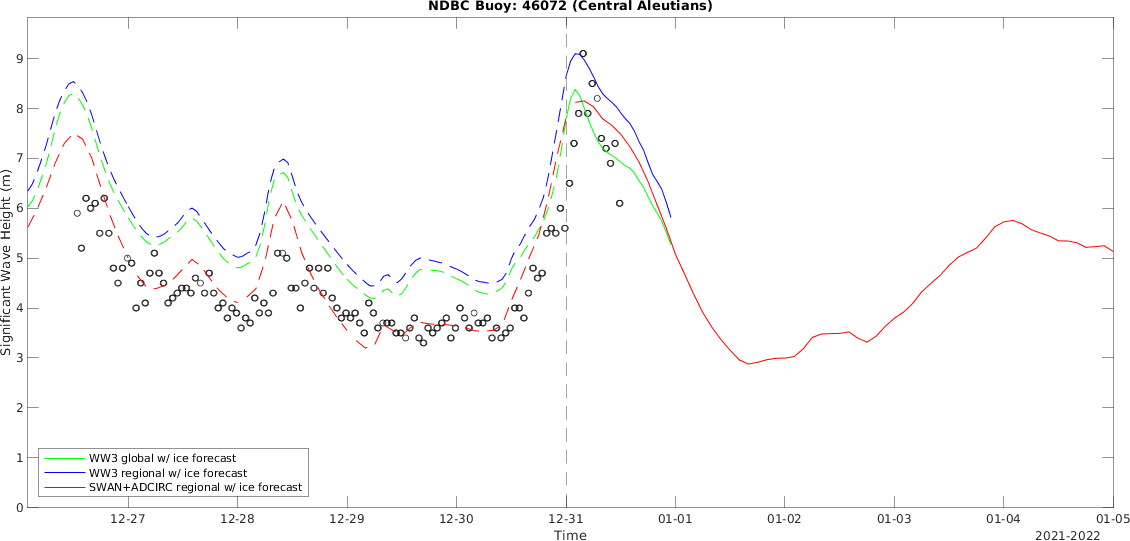 NDBC Buoy: 46072 (Central Aleutians)
9
8
7
6
5
4
3
2
1
0
Significant Wave Height (m)
WW3 global w/ ice forecast
WW3 regional w/ ice forecast
SWAN+ADCIRC regional w/ ice forecast
12-27 12-28 12-29 12-30 12-31 01-01 01-02 01-03 01-04 01-05
Time
2021-2022